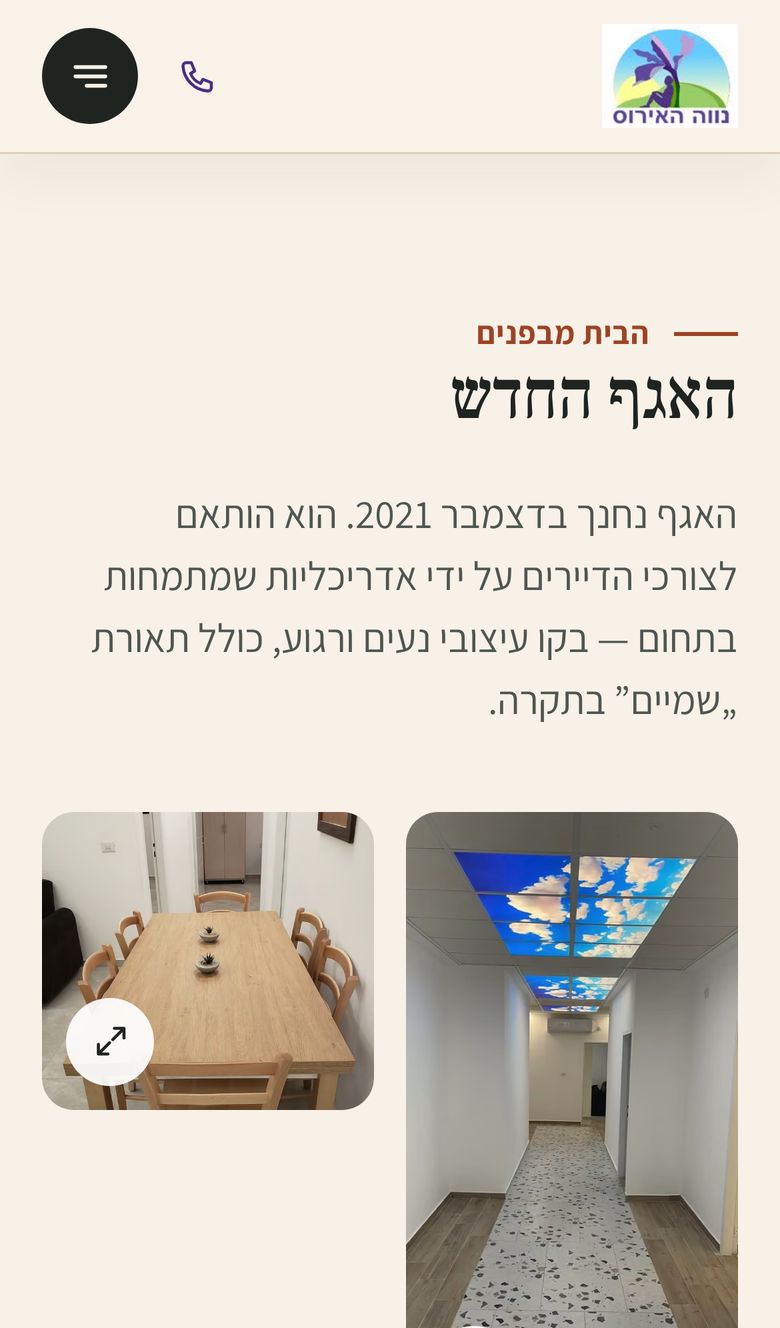 נווה האירוס
הבית מבפנים
האגף החדש
האגף נחנך בדצמבר 2021. הוא הותאם
לצורכי הדיירים על ידי אדריכליות שמתמחות
בתחום — בקו עיצובי נעים ורגוע, כולל תאורת
„שמיים” בתקרה.